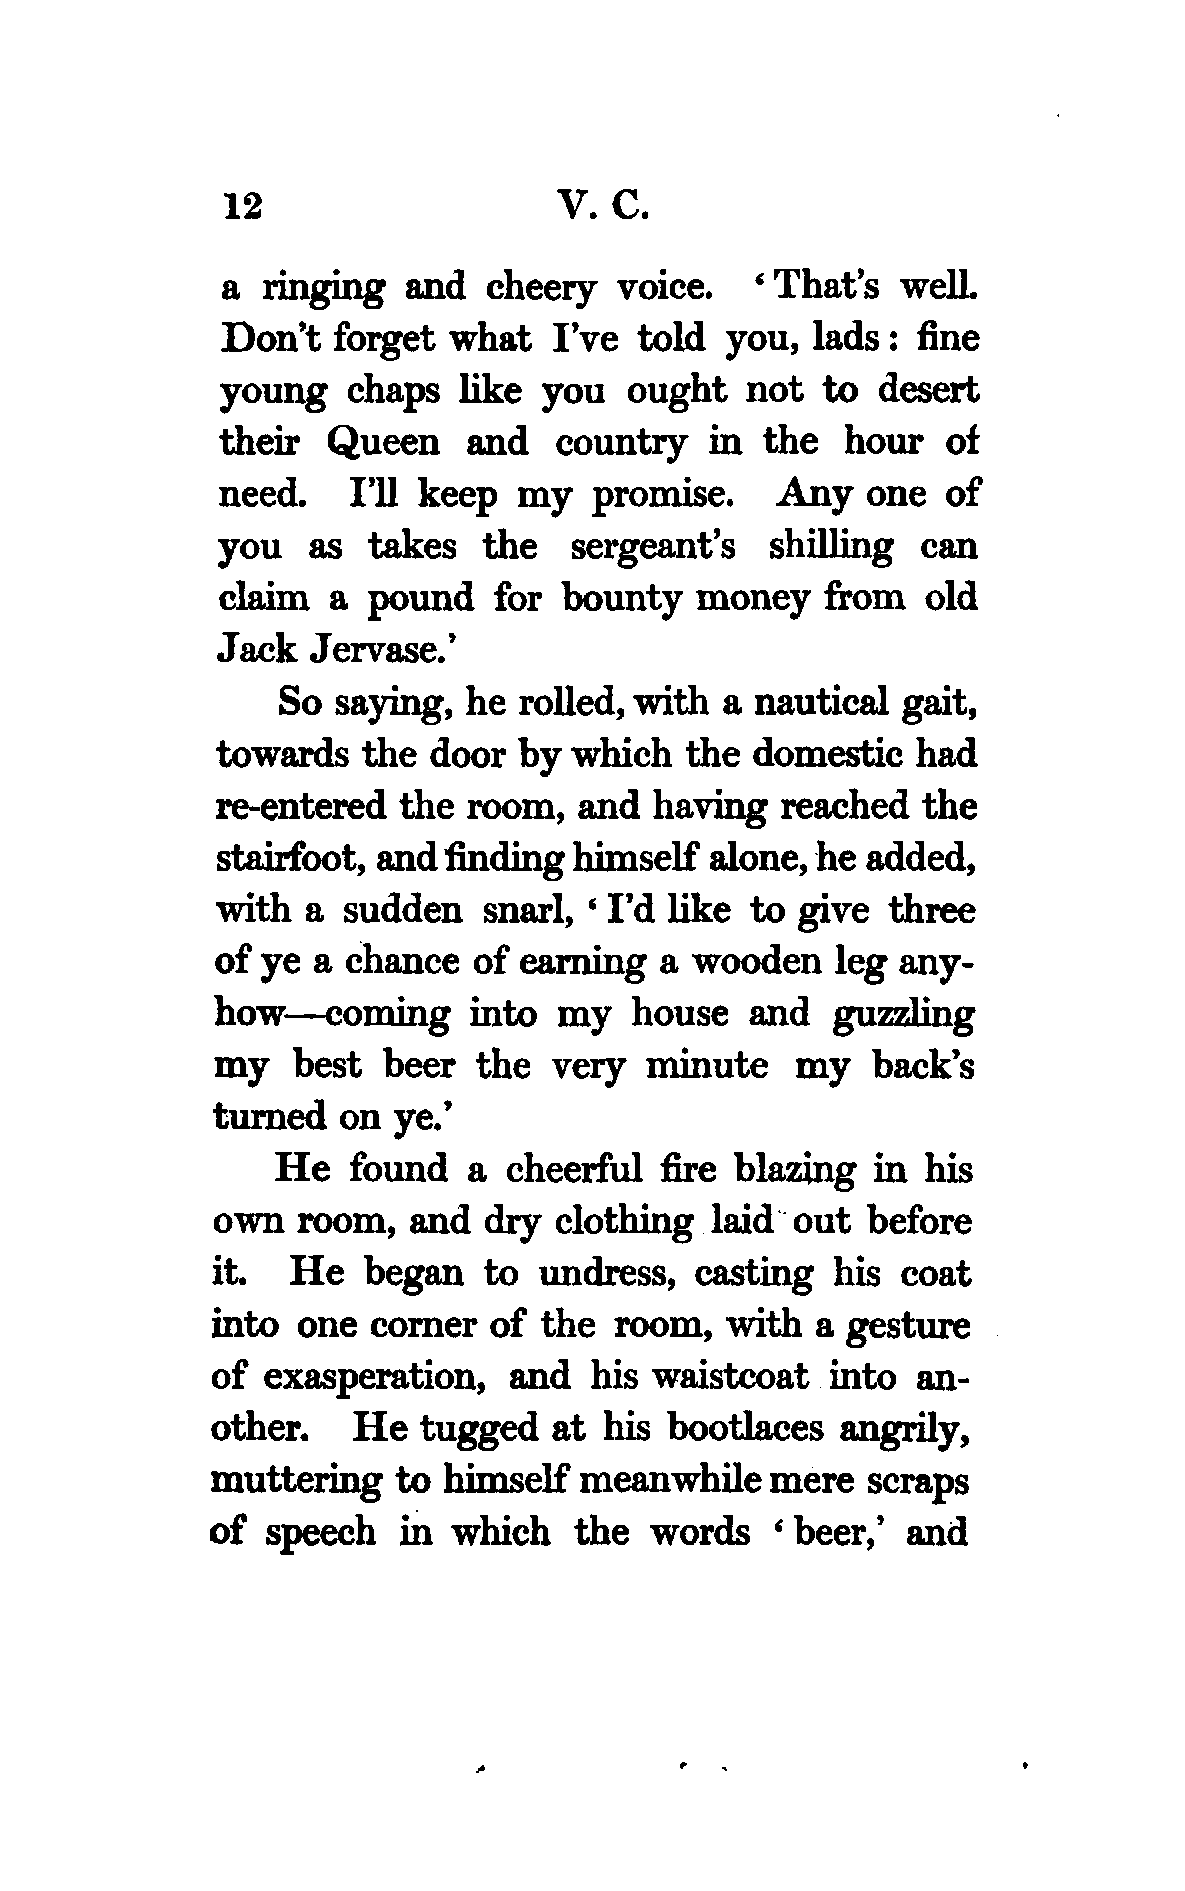 12 V. C.
a ringing and cheery voice. ‘ That’s well.
Don’t forget what I’ve told you, lads : fine
young chaps like you ought not to desert
their Queen and country in the hour of
need. I’ll keep my promise. Any one of
you as takes the sergeant’s shilling can
claim a pound for bounty money from old
Jack Jervase.’
So saying, he rolled, with a nautical gait,
towards the door by which the domestic had
re-entered the room, and having reached the
stairfoot, and finding himself alone, he added,
with a sudden snarl, ‘ I’d like to give three
of ye a chance of earning a wooden leg any-
how—coming into my house and guzzling
my best beer the very minute my back’s
turned on ye.’
He found a cheerful fire blazing in his
own room, and dry clothing laid out before
it. He began to undress, casting his coat
into one corner of the room, with a gesture
of exasperation, and his waistcoat into an-
other. He tugged at his bootlaces angrily,
muttering to himself meanwhile mere scraps
of speech in which the words ‘ beer,’ and